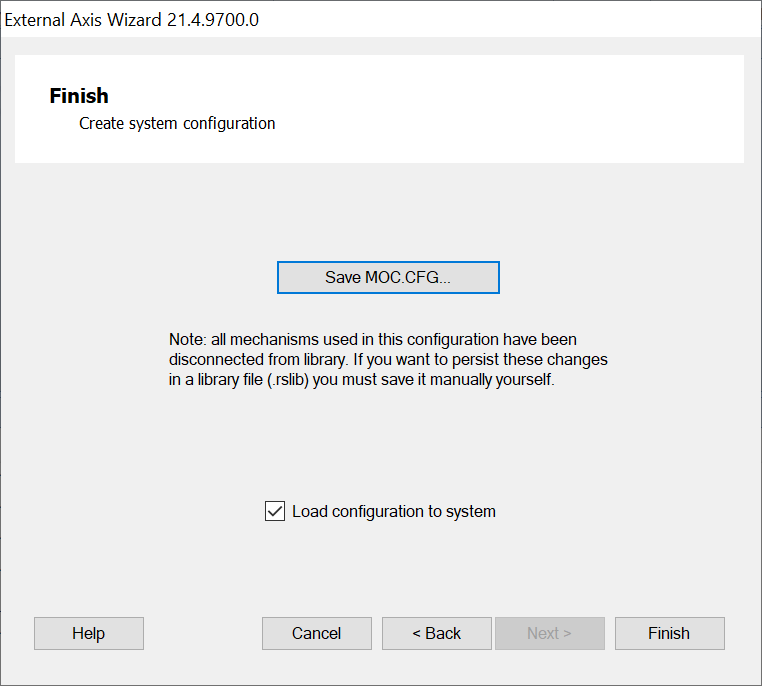 External Axis Wizard 21.4.9700.0
Finish
Create system configuration
Save MOC.CFG...
Note: all mechanisms used in this configuration have been
disconnected from library. If you want to persist these changes
in a library file (.rslib) you must save it manually yourself.
Load configuration to system
Help
Cancel
< Back
Next >
Finish